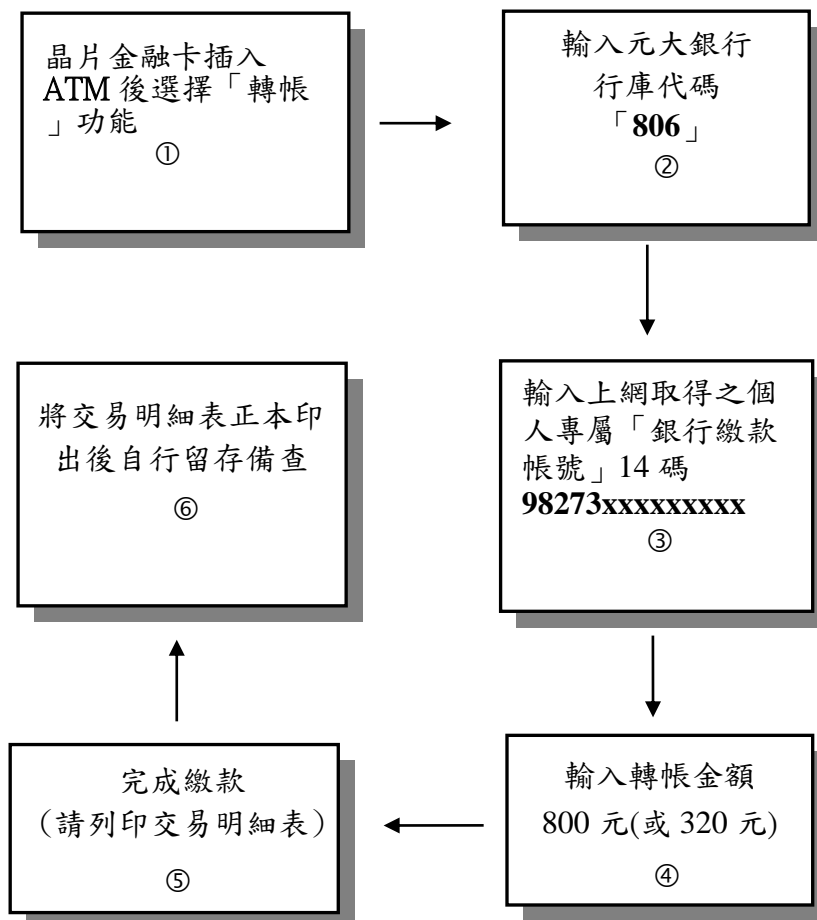 晶片金融卡插入
ATM 後選擇「轉帳
」功能
①
輸入元大銀行
行庫代碼
「806」
②
輸入上網取得之個
人專屬「銀行繳款
帳號」14 碼
98273xxxxxxxxx
③
輸入轉帳金額
800 元(或 320 元)
④
完成繳款
（請列印交易明細表）
⑤
將交易明細表正本印
出後自行留存備查
⑥